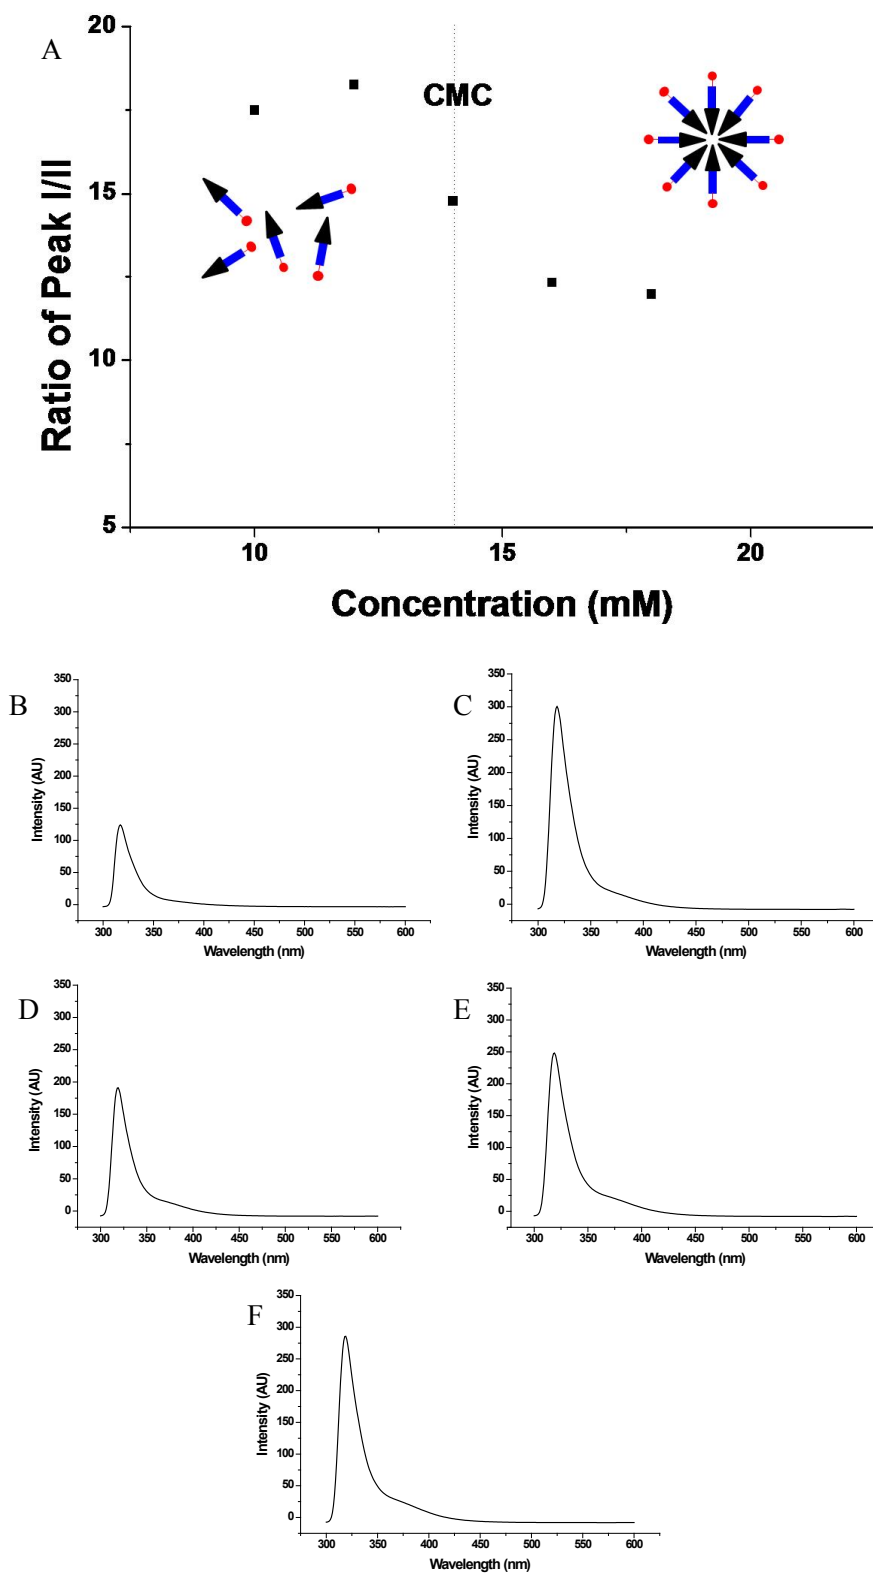 A
20
CMC
15
Ratio of Peak I/II
10
5
10 15 20
Concentration (mM)
B
350
300
250
200
150
100
50
0
Intensity (AU)
300 350 400 450 500 550 600
Wavelength (nm)
C
350
300
250
200
150
100
50
0
Intensity (AU)
300 350 400 450 500 550 600
Wavelength (nm)
D
350
300
250
200
150
100
50
0
Intensity (AU)
300 350 400 450 500 550 600
Wavelength (nm)
E
350
300
250
200
150
100
50
0
Intensity (AU)
300 350 400 450 500 550 600
Wavelength (nm)
F
350
300
250
200
150
100
50
0
Intensity (AU)
300 350 400 450 500 550 600
Wavelength (nm)